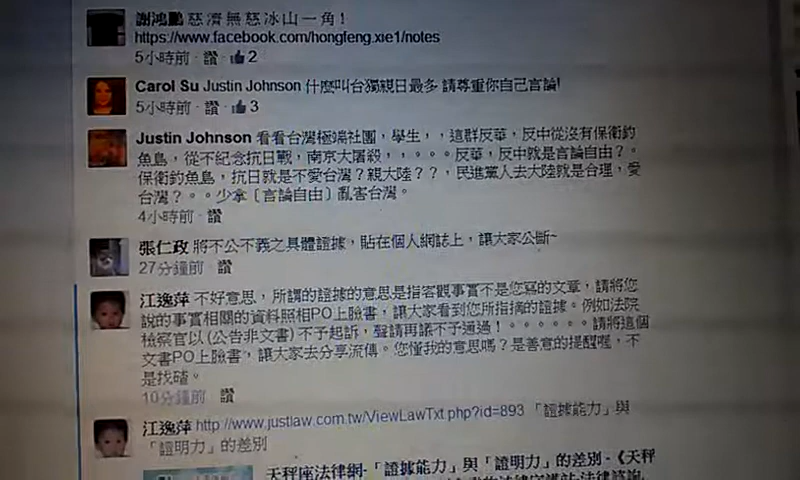 謝鴻鵬 慈濟無慈冰山一角！
https://www.facebook.com/hongfeng.xie1/notes
5小時前 · 讚 · 2
Carol Su Justin Johnson 什麼叫台獨親日最多 請尊重你自己言論!
5小時前 · 讚 · 3
Justin Johnson 看看台灣極端社團，學生，，這群反華，反中從沒有保衛釣
魚島，從不紀念抗日戰，南京大屠殺，。。。。反華，反中就是言論自由？。
保衛釣魚島，抗日就是不愛台灣？親大陸？？，民進黨人去大陸就是合理，愛
台灣？。。少拿〔言論自由〕亂害台灣。
4小時前 · 讚
張仁政 將不公不義之具體證據，貼在個人網誌上，讓大家公斷~
27分鐘前 · 讚
江逸萍 不好意思，所謂的證據的意思是指客觀事實不是您寫的文章，請將您
說的事實相關的資料照相PO上臉書，讓大家看到您所指摘的證據。例如法院
檢察官以(公告非文書)不予起訴，聲請再議不予通過！。。。。。。請將這個
文書PO上臉書，讓大家去分享流傳。您懂我的意思嗎？是善意的提醒喔，不
是找碴。
10分鐘前 · 讚
江逸萍 http://www.justlaw.com.tw/ViewLawTxt.php?id=893 「證據能力」與
「證明力」的差別
天秤座法律網-「證據能力」與「證明力」的差別 -《天秤